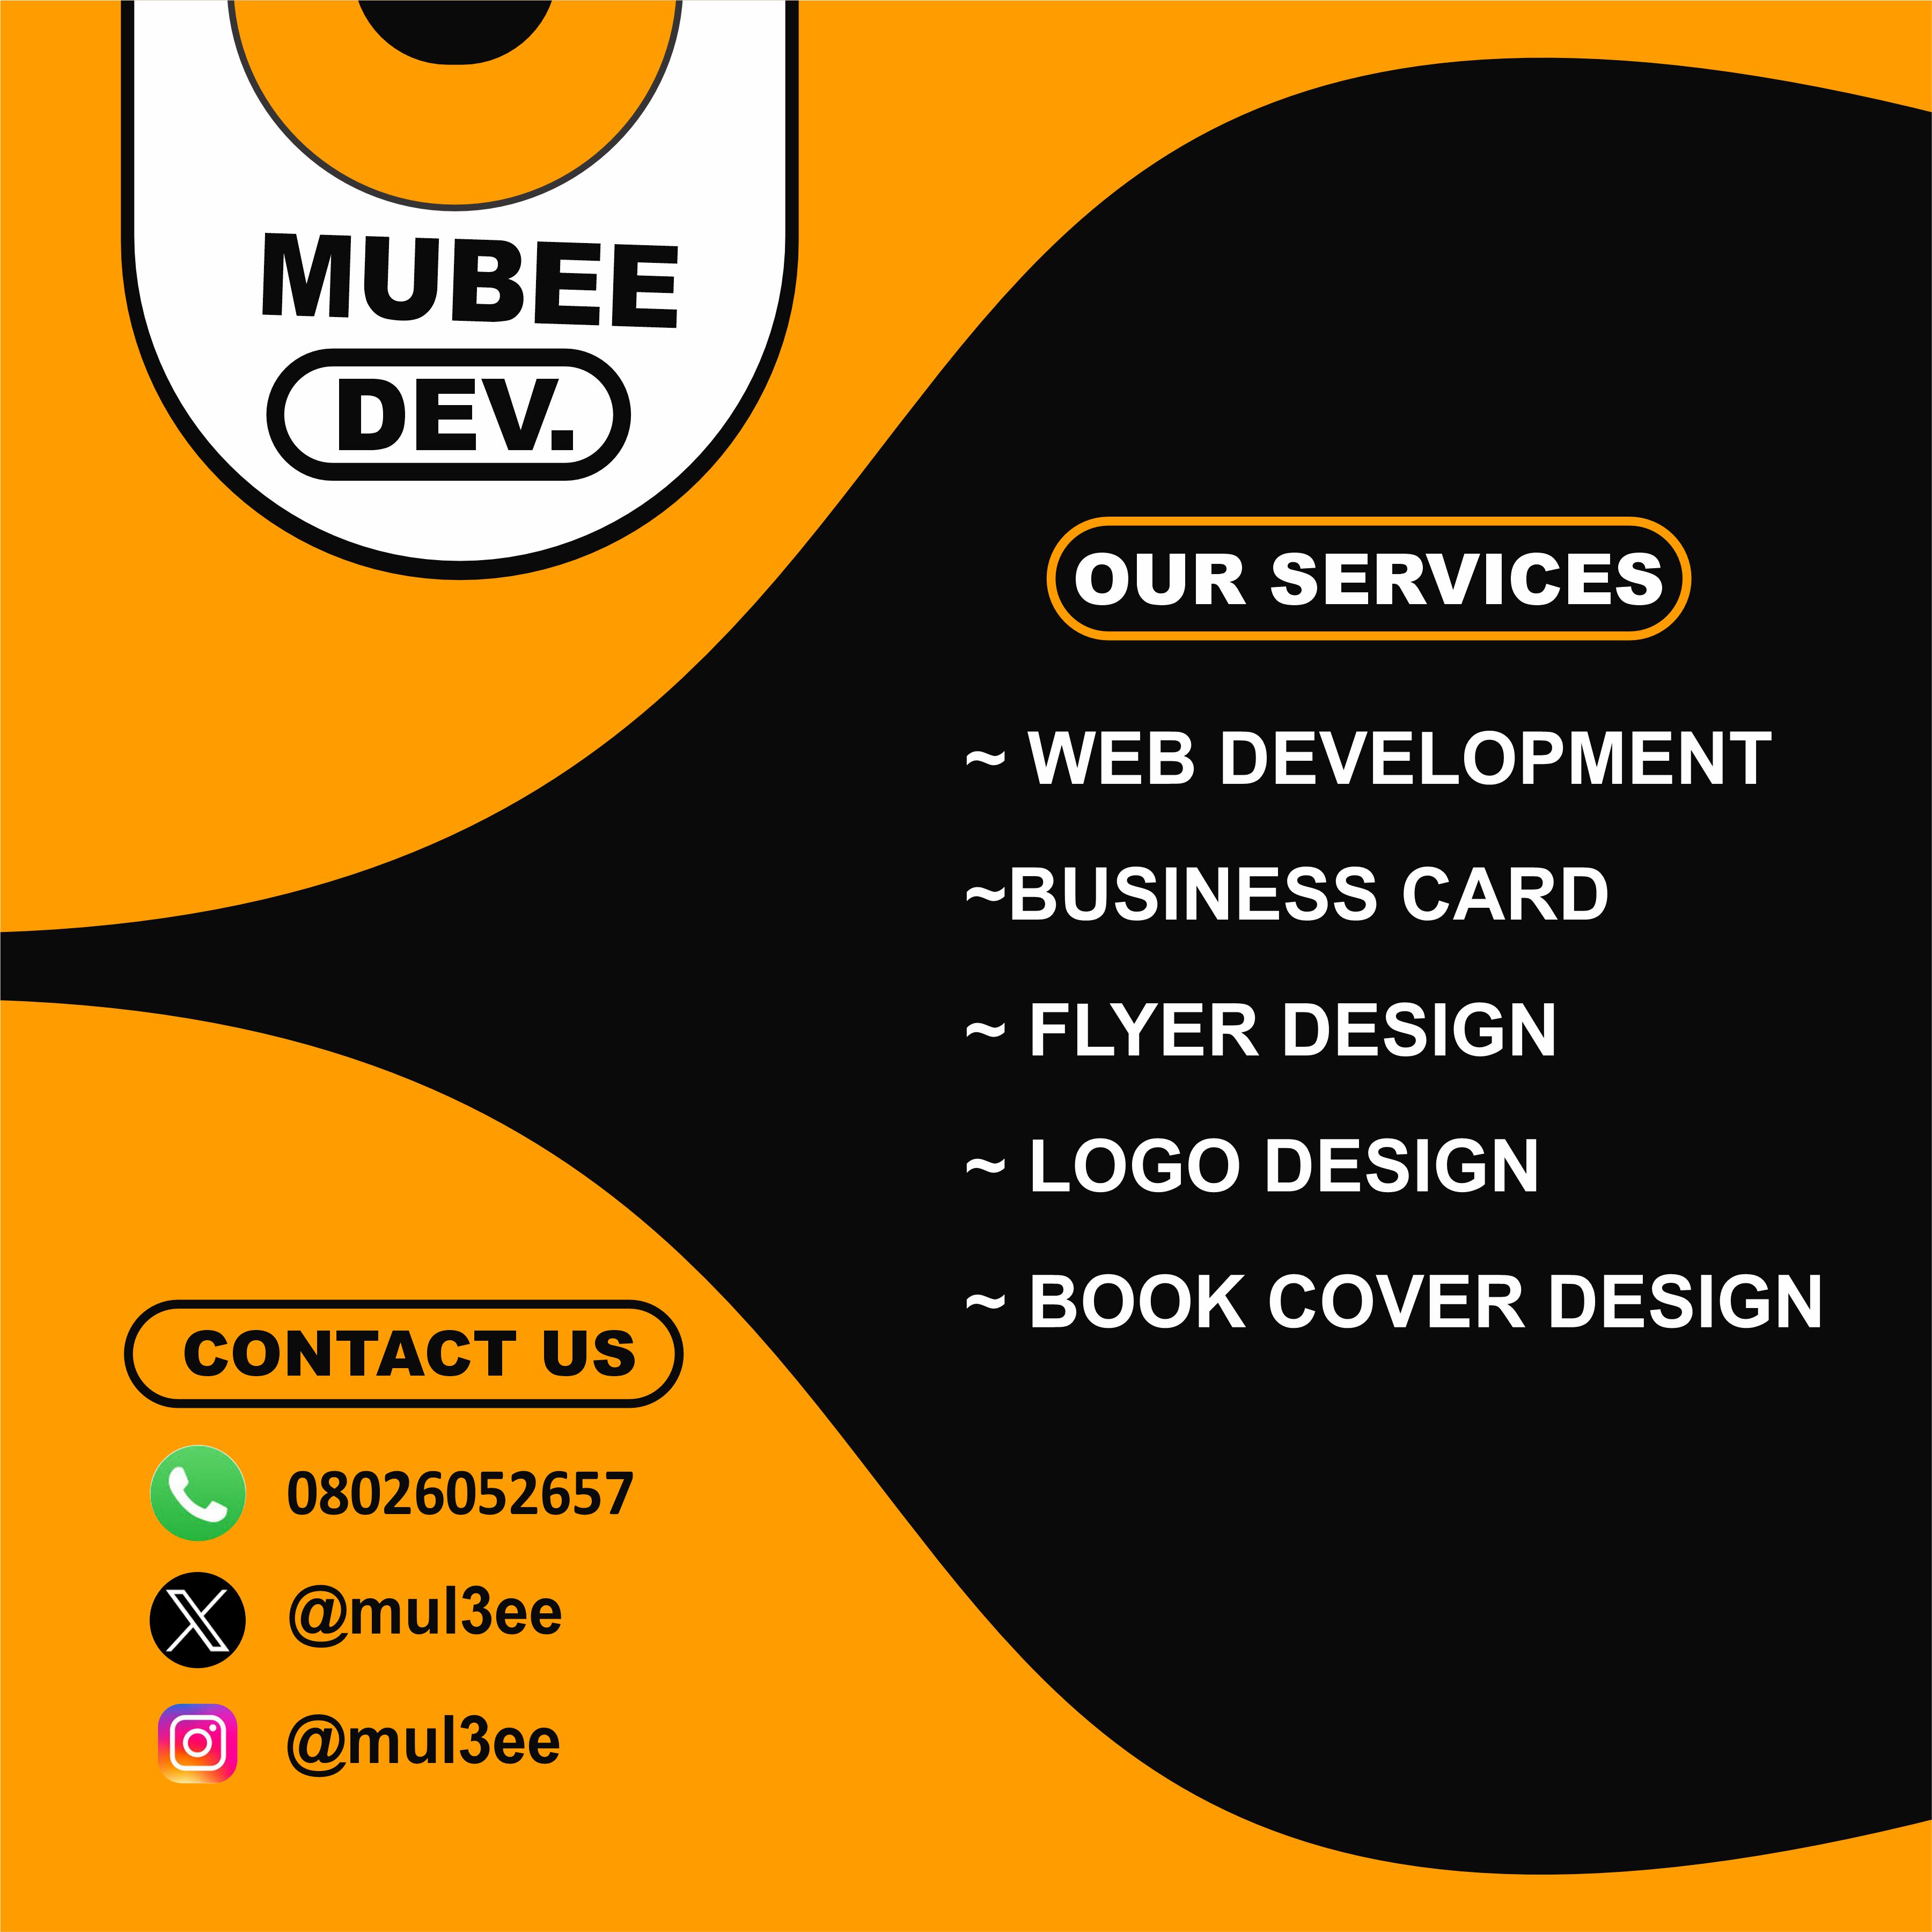 MUBEE
DEV.
OUR SERVICES
~ WEB DEVELOPMENT
~BUSINESS CARD
~ FLYER DESIGN
~ LOGO DESIGN
~ BOOK COVER DESIGN
CONTACT US
08026052657
@mul3ee
@mul3ee